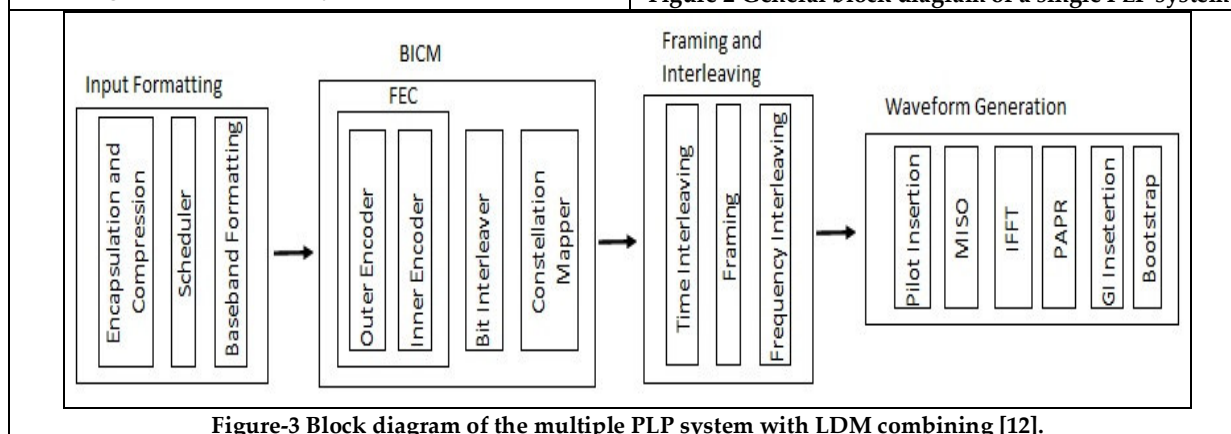 Figure 2 General block diagram of a single PLP system
Input Formatting
Encapsulation and
Compression
Scheduler
Baseband Formatting
BICM
FEC
Outer Encoder
Inner Encoder
Bit Interleaver
Constellation
Mapper
Framing and
Interleaving
Time Interleaving
Framing
Frequency Interleaving
Waveform Generation
Pilot Insertion
MISO
IFFT
PAPR
GI Insetertion
Bootstrap
Figure-3 Block diagram of the multiple PLP system with LDM combining [12].